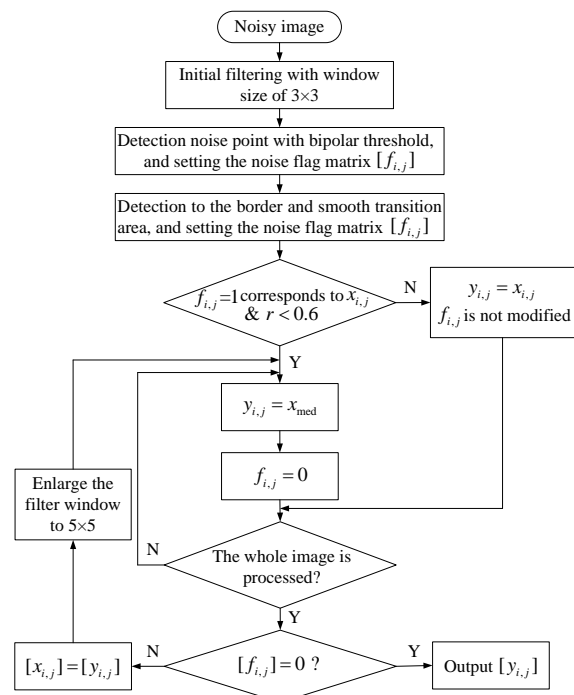 Noisy image
Initial filtering with window
size of 3×3
Detection noise point with bipolar threshold,
and setting the noise flag matrix [f_{i,j}]
Detection to the border and smooth transition
area, and setting the noise flag matrix [f_{i,j}]
f_{i,j}=1 corresponds to x_{i,j}
& r < 0.6
N
y_{i,j} = x_{i,j}
f_{i,j} is not modified
Y
y_{i,j} = x_{med}
f_{i,j} = 0
Enlarge the
filter window
to 5×5
N
The whole image is
processed?
Y
[x_{i,j}]=[y_{i,j}]
N
[f_{i,j}]=0 ?
Y
Output [y_{i,j}]